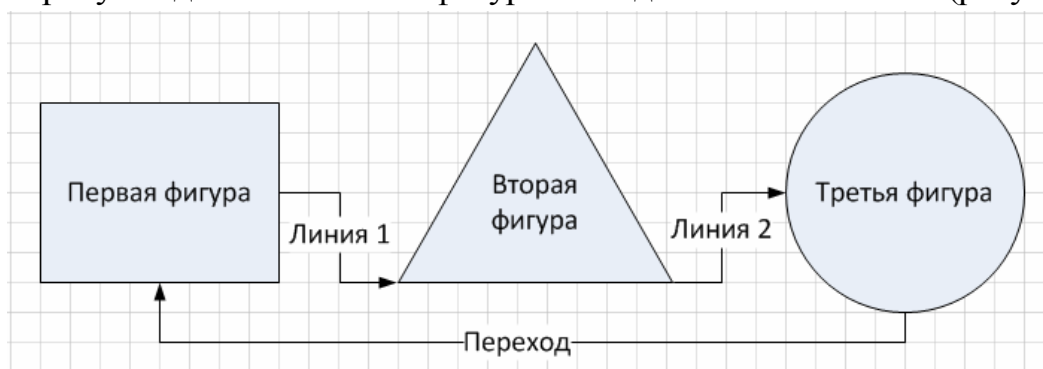 Первая фигура
Линия 1
Вторая
фигура
Линия 2
Третья фигура
Переход